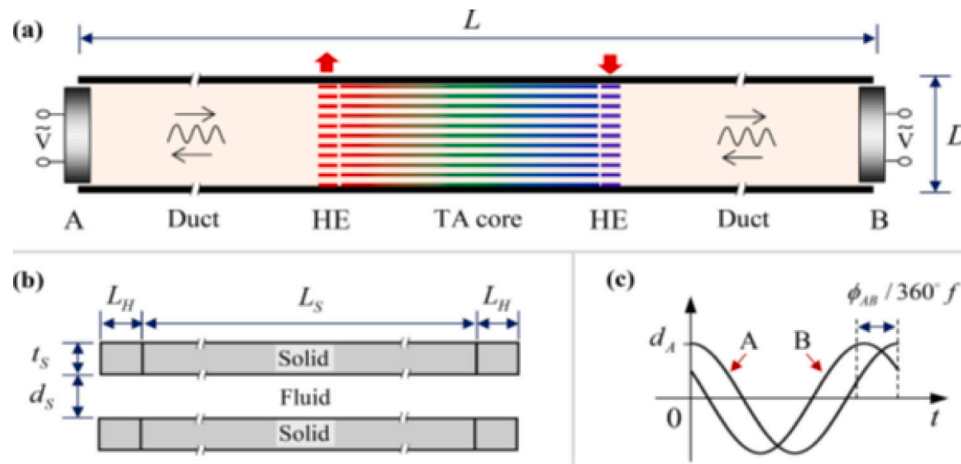 (a)
L
Ṽ
Ṽ
D
A
Duct
HE
TA core
HE
Duct
B
(b)
L_H
L_S
L_H
t_S
Solid
d_S
Fluid
Solid
(c)
ϕ_AB / 360° f
d_A
A
B
0
t